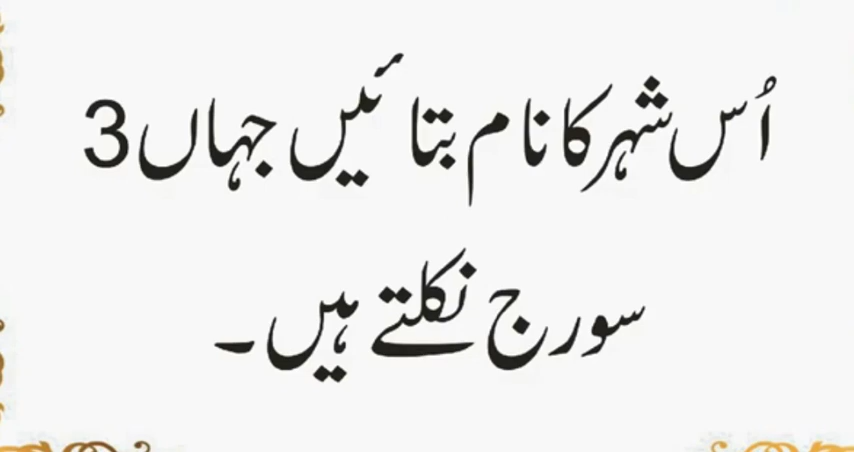 اُس شہر کا نام بتائیں جہاں 3
سورج نکلتے ہیں ۔